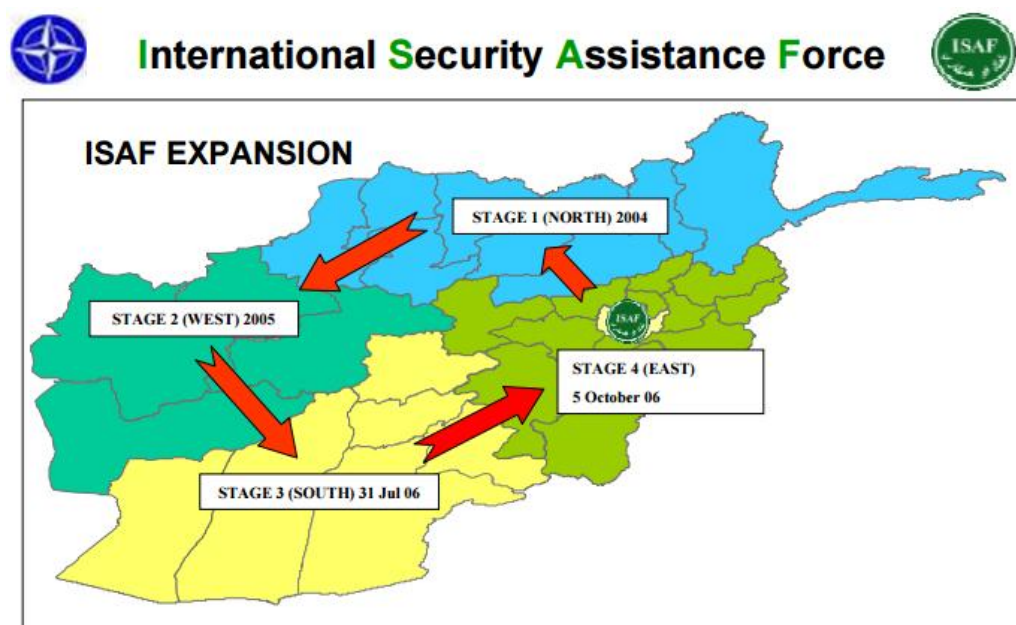 International Security Assistance Force
ISAF
ISAF EXPANSION
STAGE 1 (NORTH) 2004
STAGE 2 (WEST) 2005
ISAF
STAGE 4 (EAST)
5 October 06
STAGE 3 (SOUTH) 31 Jul 06